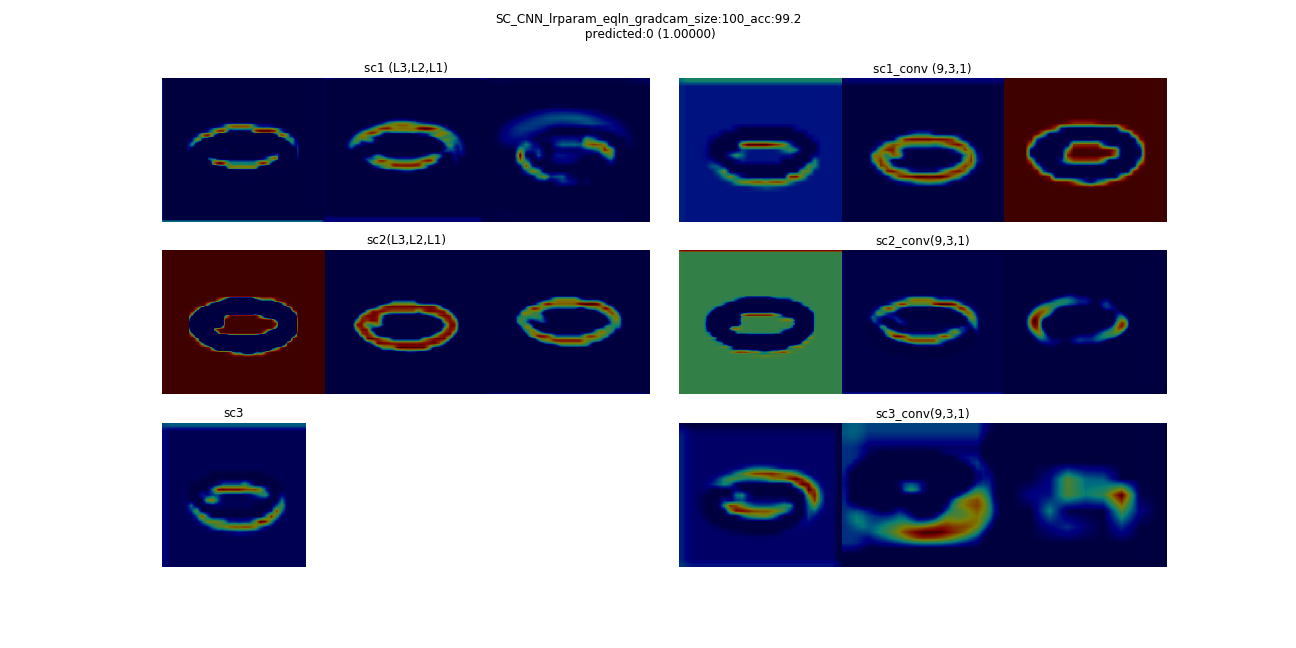 SC_CNN_lrparam_eqln_gradcam_size:100_acc:99.2
predicted:0 (1.00000)
sc1 (L3,L2,L1)
sc1_conv (9,3,1)
sc2(L3,L2,L1)
sc2_conv(9,3,1)
sc3
sc3_conv(9,3,1)